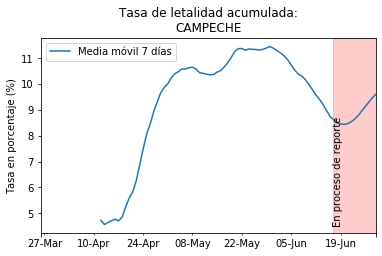 Tasa de letalidad acumulada:
CAMPECHE
Media móvil 7 días
Tasa en porcentaje (%)
11
10
9
8
7
6
5
En proceso de reporte
27-Mar 10-Apr 24-Apr 08-May 22-May 05-Jun 19-Jun